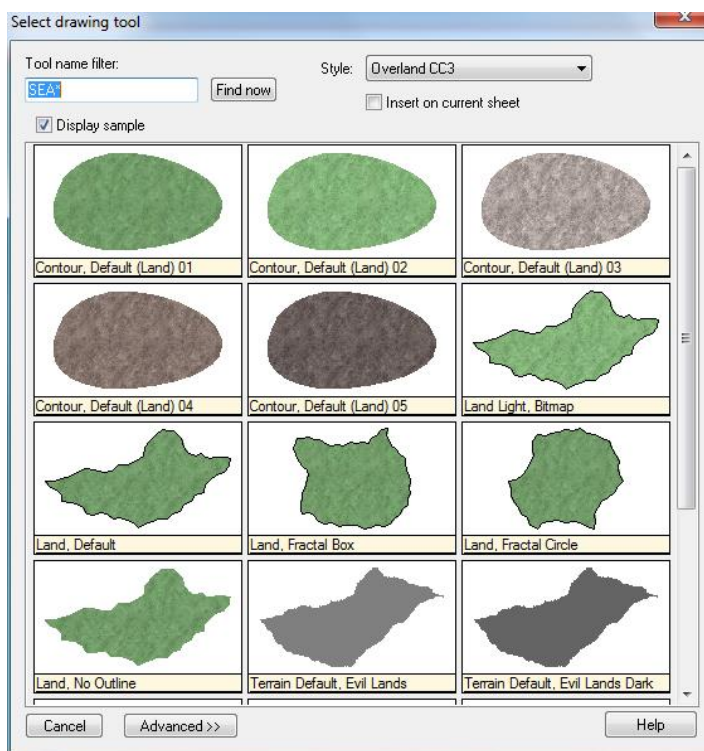 Select drawing tool
Tool name filter:
Style:
Overland CC3
SEA*
Find now
Insert on current sheet
Display sample
Contour, Default (Land) 01
Contour, Default (Land) 02
Contour, Default (Land) 03
Contour, Default (Land) 04
Contour, Default (Land) 05
Land Light, Bitmap
Land, Default
Land, Fractal Box
Land, Fractal Circle
Land, No Outline
Terrain Default, Evil Lands
Terrain Default, Evil Lands Dark
Cancel
Advanced >>
Help